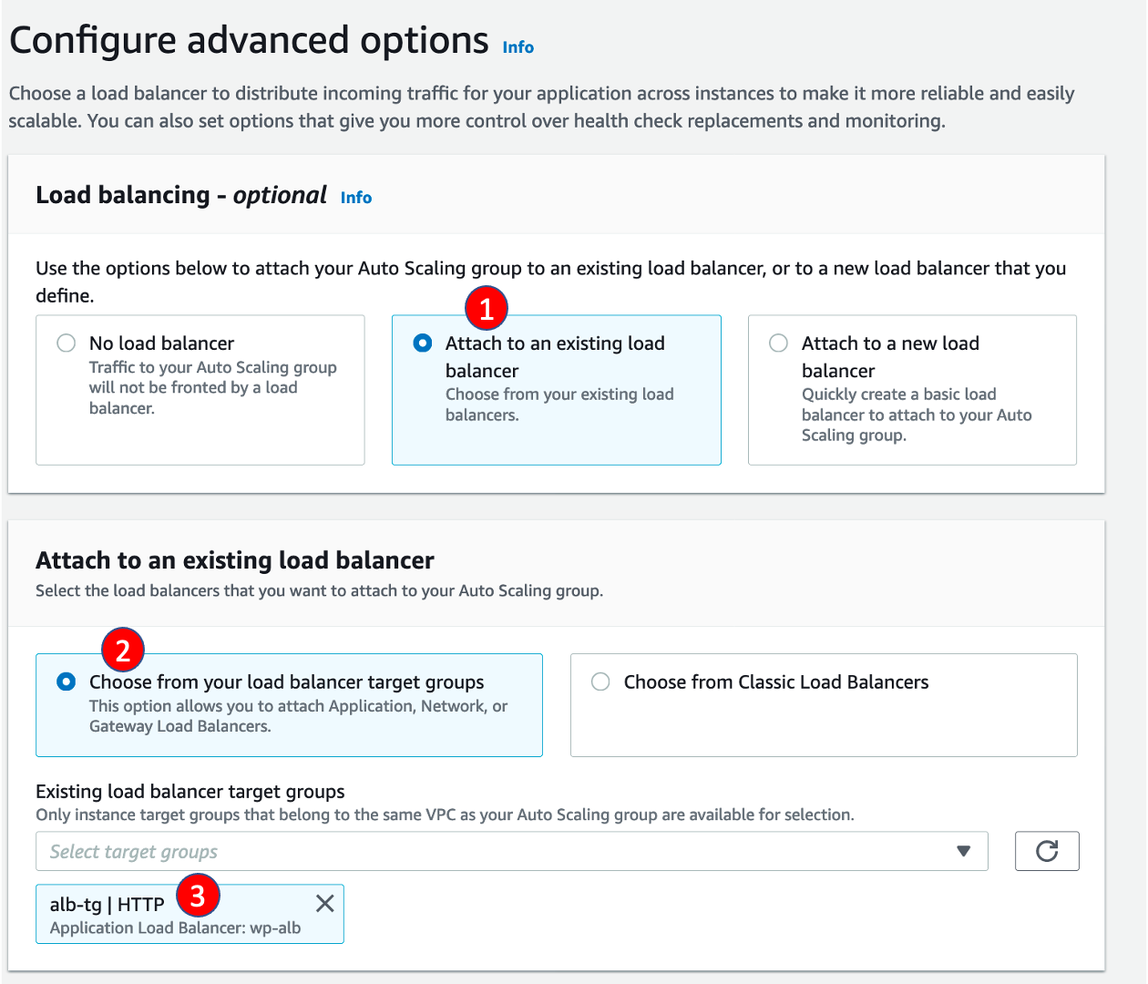 Configure advanced options Info
Choose a load balancer to distribute incoming traffic for your application across instances to make it more reliable and easily
scalable. You can also set options that give you more control over health check replacements and monitoring.
Load balancing - optional Info
Use the options below to attach your Auto Scaling group to an existing load balancer, or to a new load balancer that you
define.
1
No load balancer
Traffic to your Auto Scaling group
will not be fronted by a load
balancer.
Attach to an existing load
balancer
Choose from your existing load
balancers.
Attach to a new load
balancer
Quickly create a basic load
balancer to attach to your Auto
Scaling group.
Attach to an existing load balancer
Select the load balancers that you want to attach to your Auto Scaling group.
2
Choose from your load balancer target groups
This option allows you to attach Application, Network, or
Gateway Load Balancers.
Choose from Classic Load Balancers
Existing load balancer target groups
Only instance target groups that belong to the same VPC as your Auto Scaling group are available for selection.
Select target groups
alb-tg | HTTP 3
Application Load Balancer: wp-alb